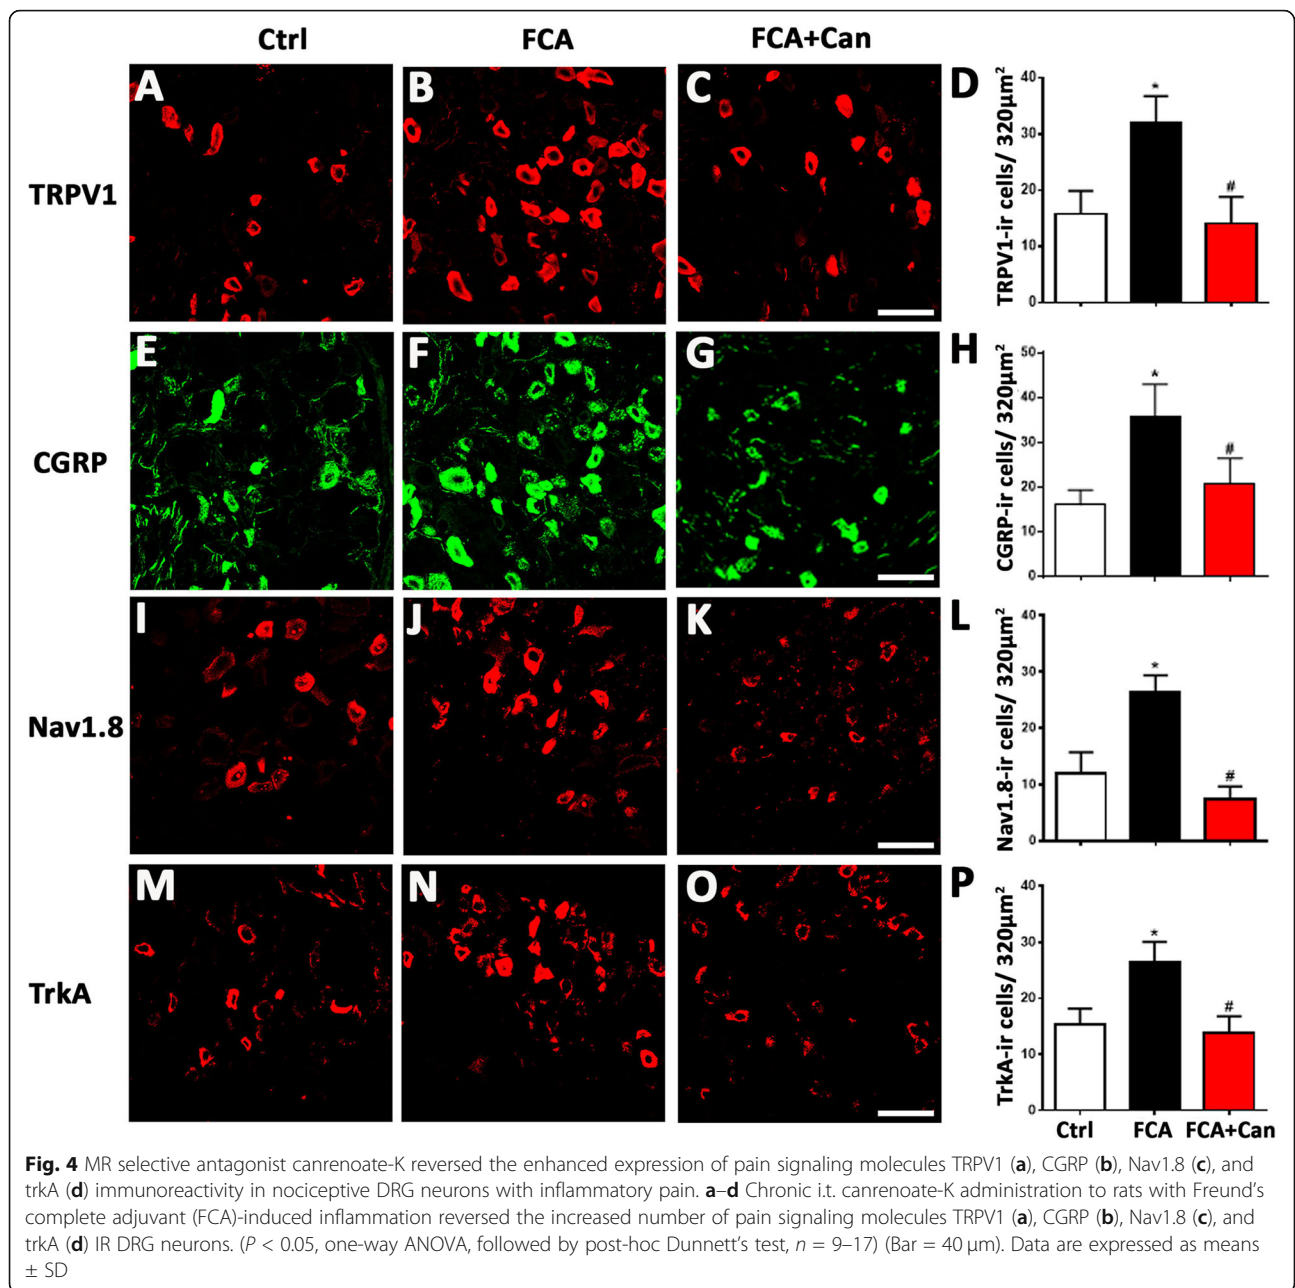 Ctrl FCA FCA+Can
TRPV1
A B C D
TRPV1-ir cells/ 320µm²
40
30
20
10
0
*
#
CGRP
E F G H
CGRP-ir cells/ 320µm²
50
40
30
20
10
0
*
#
Nav1.8
I J K L
Nav1.8-ir cells/ 320µm²
40
30
20
10
0
*
#
TrkA
M N O P
TrkA-ir cells/ 320µm²
40
30
20
10
0
*
#
Ctrl FCA FCA+Can
Fig. 4 MR selective antagonist canrenoate-K reversed the enhanced expression of pain signaling molecules TRPV1 (a), CGRP (b), Nav1.8 (c), and
trkA (d) immunoreactivity in nociceptive DRG neurons with inflammatory pain. a–d Chronic i.t. canrenoate-K administration to rats with Freund's
complete adjuvant (FCA)-induced inflammation reversed the increased number of pain signaling molecules TRPV1 (a), CGRP (b), Nav1.8 (c), and
trkA (d) IR DRG neurons. (P < 0.05, one-way ANOVA, followed by post-hoc Dunnett's test, n = 9–17) (Bar = 40 μm). Data are expressed as means
± SD